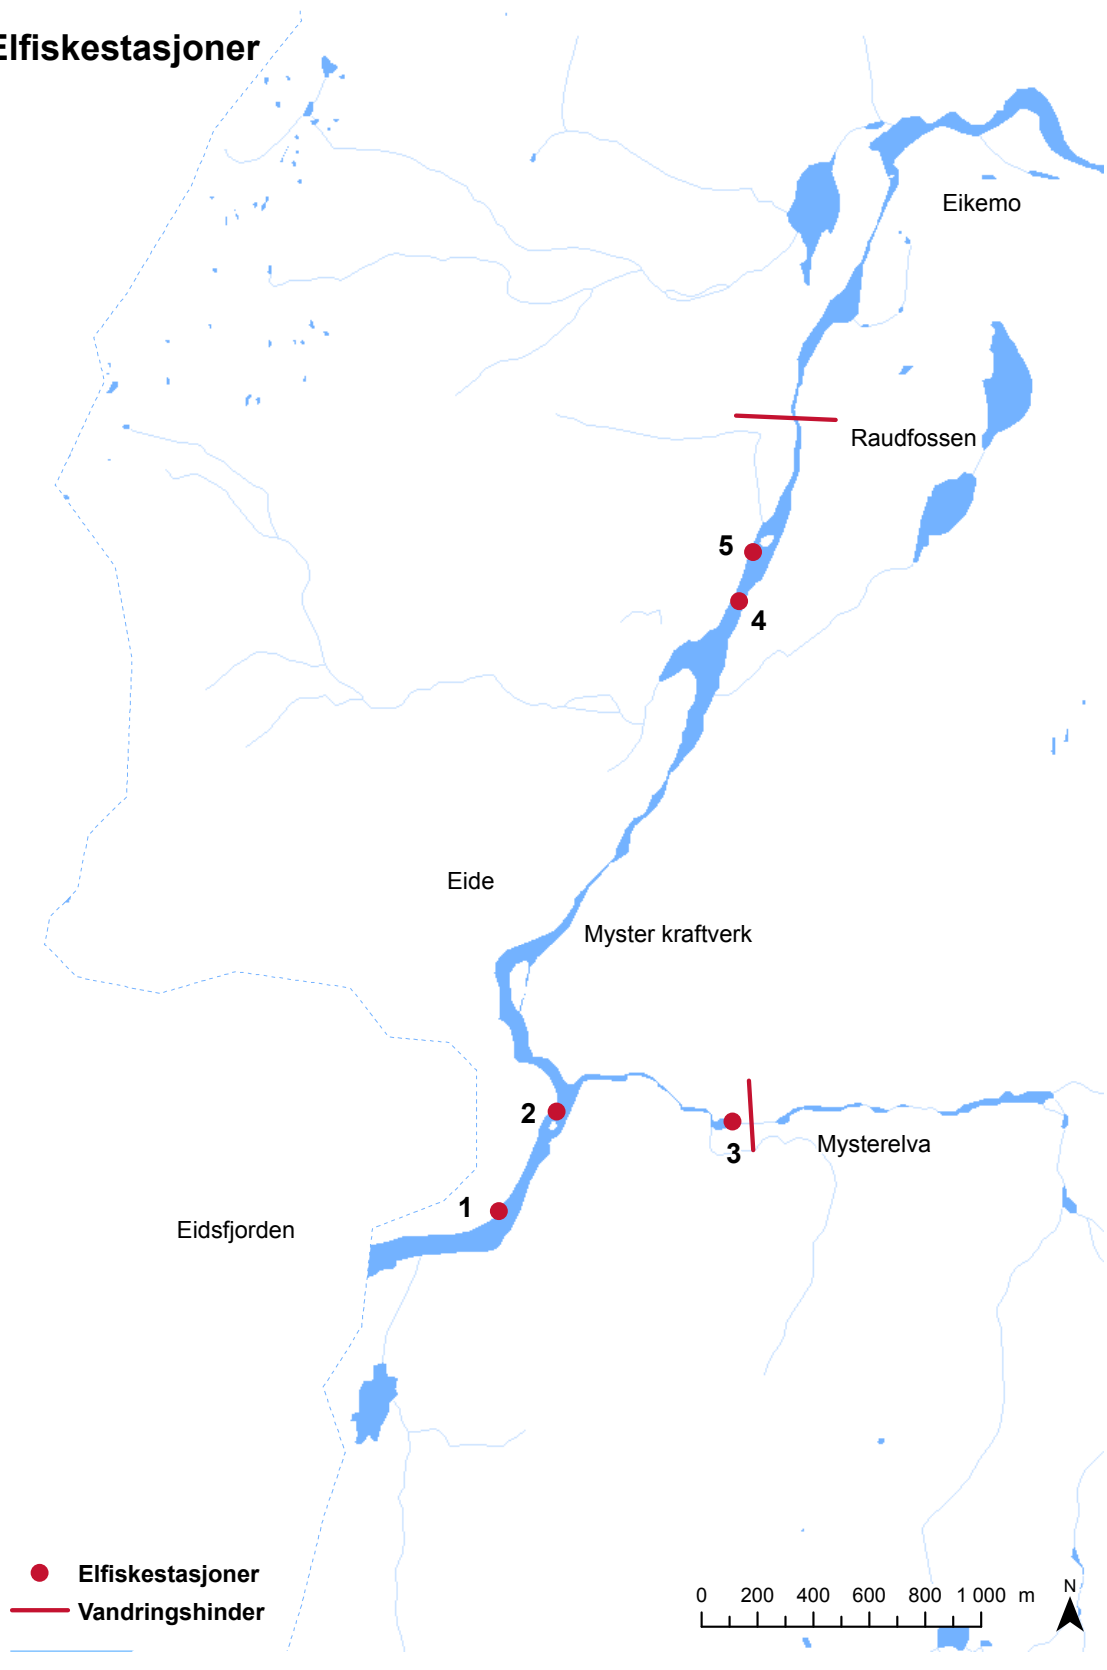 Elfiskestasjoner
Eikemo
Raudfossen
5
4
Eide
Myster kraftverk
2
3
Mysterelva
1
Eidsfjorden
Elfiskestasjoner
Vandringshinder
0 200 400 600 800 1 000 m
N